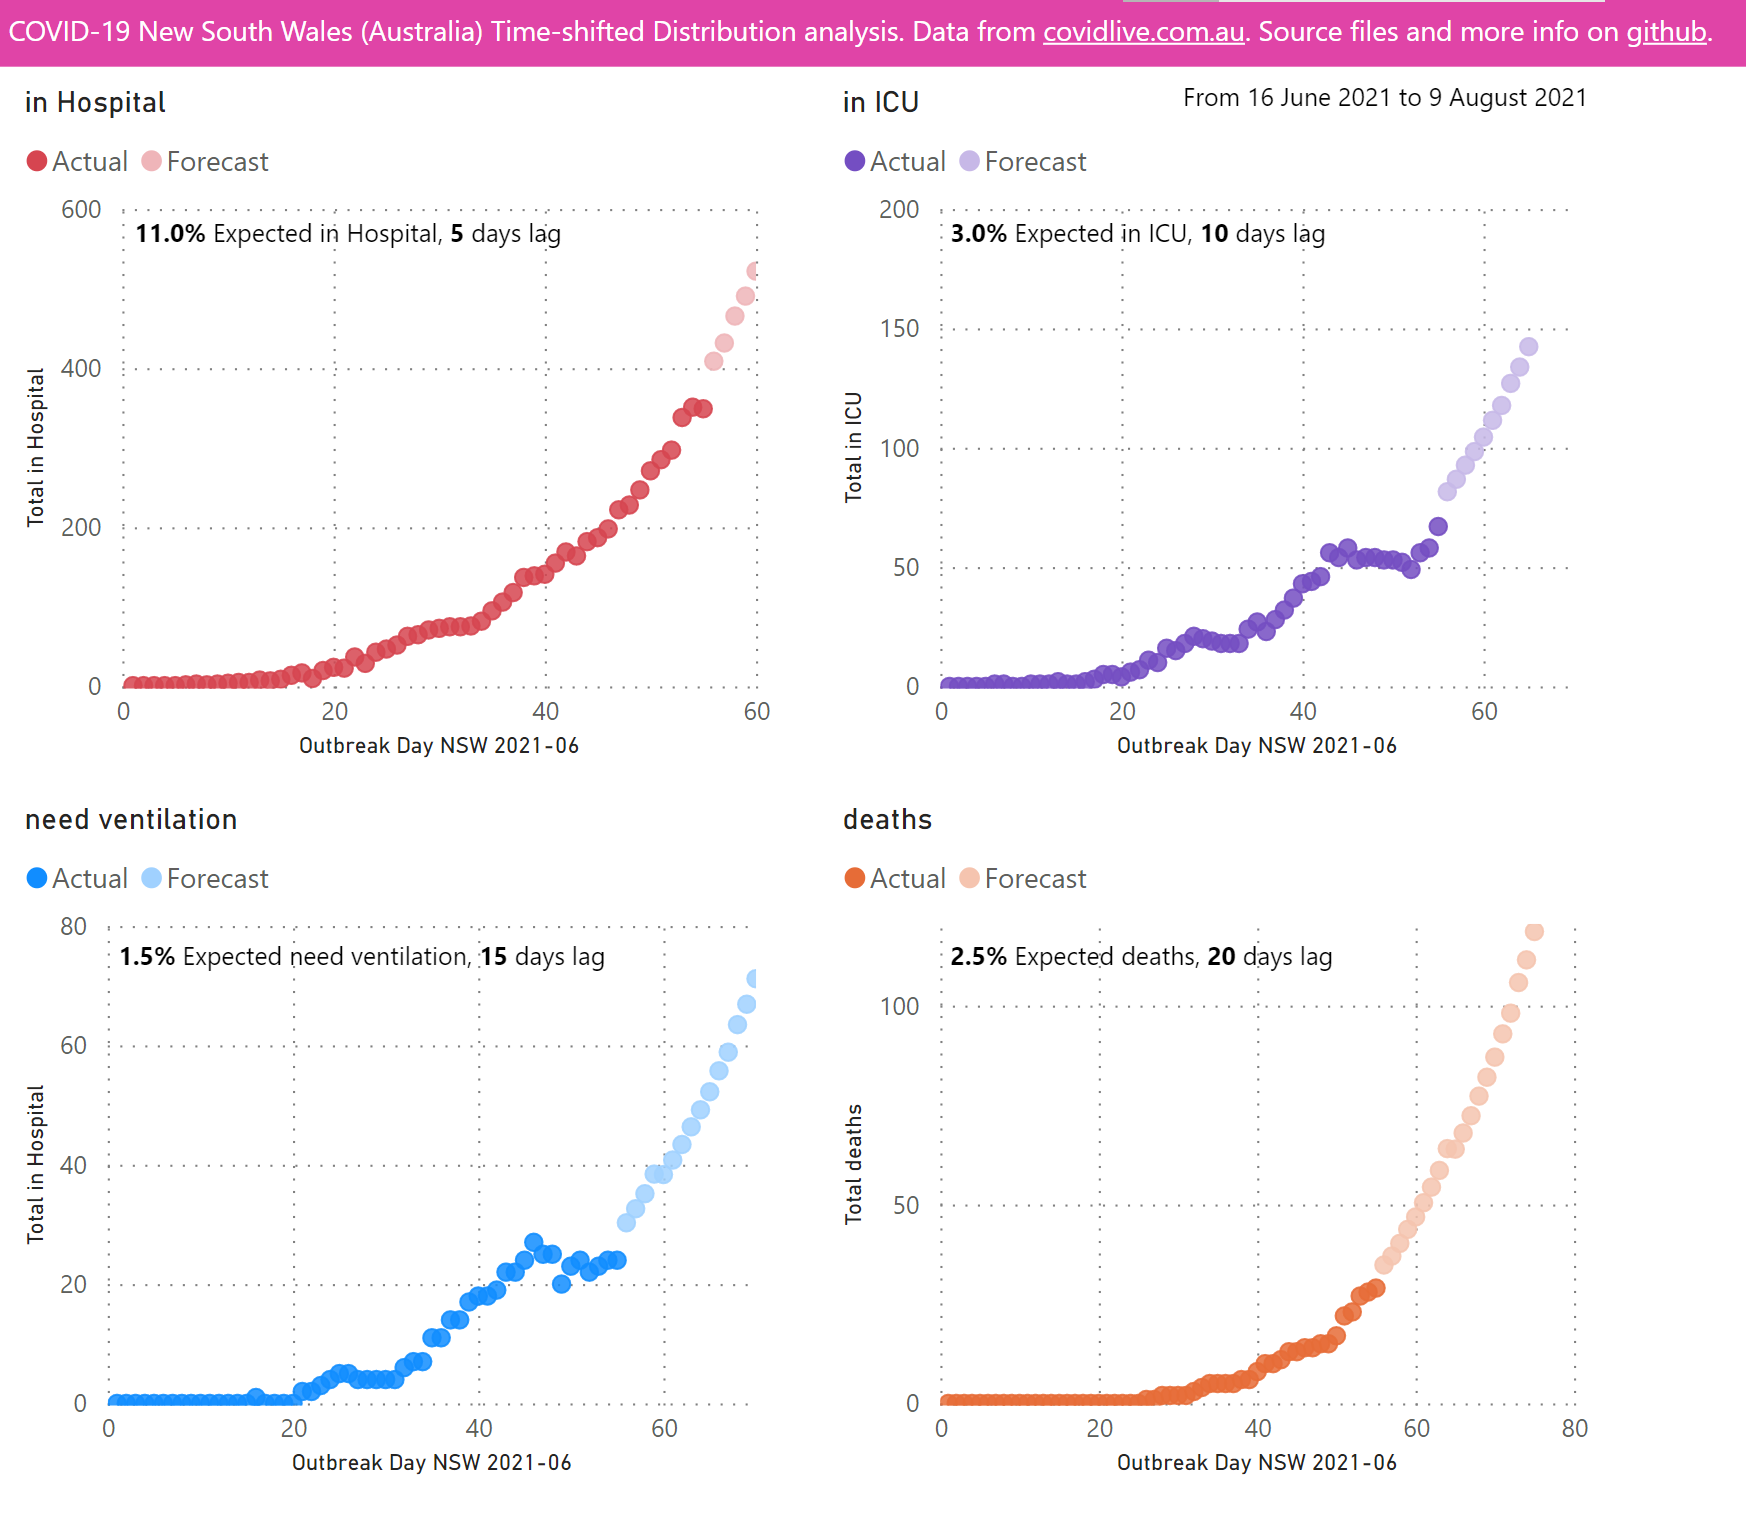 COVID-19 New South Wales (Australia) Time-shifted Distribution analysis. Data from covidlive.com.au. Source files and more info on github.
in Hospital
Actual Forecast
11.0% Expected in Hospital, 5 days lag
Total in Hospital
600
400
200
0
0 20 40 60
Outbreak Day NSW 2021-06
in ICU
From 16 June 2021 to 9 August 2021
Actual Forecast
3.0% Expected in ICU, 10 days lag
Total in ICU
200
150
100
50
0
0 20 40 60
Outbreak Day NSW 2021-06
need ventilation
Actual Forecast
1.5% Expected need ventilation, 15 days lag
Total in Hospital
80
60
40
20
0
0 20 40 60
Outbreak Day NSW 2021-06
deaths
Actual Forecast
2.5% Expected deaths, 20 days lag
Total deaths
100
50
0
0 20 40 60 80
Outbreak Day NSW 2021-06